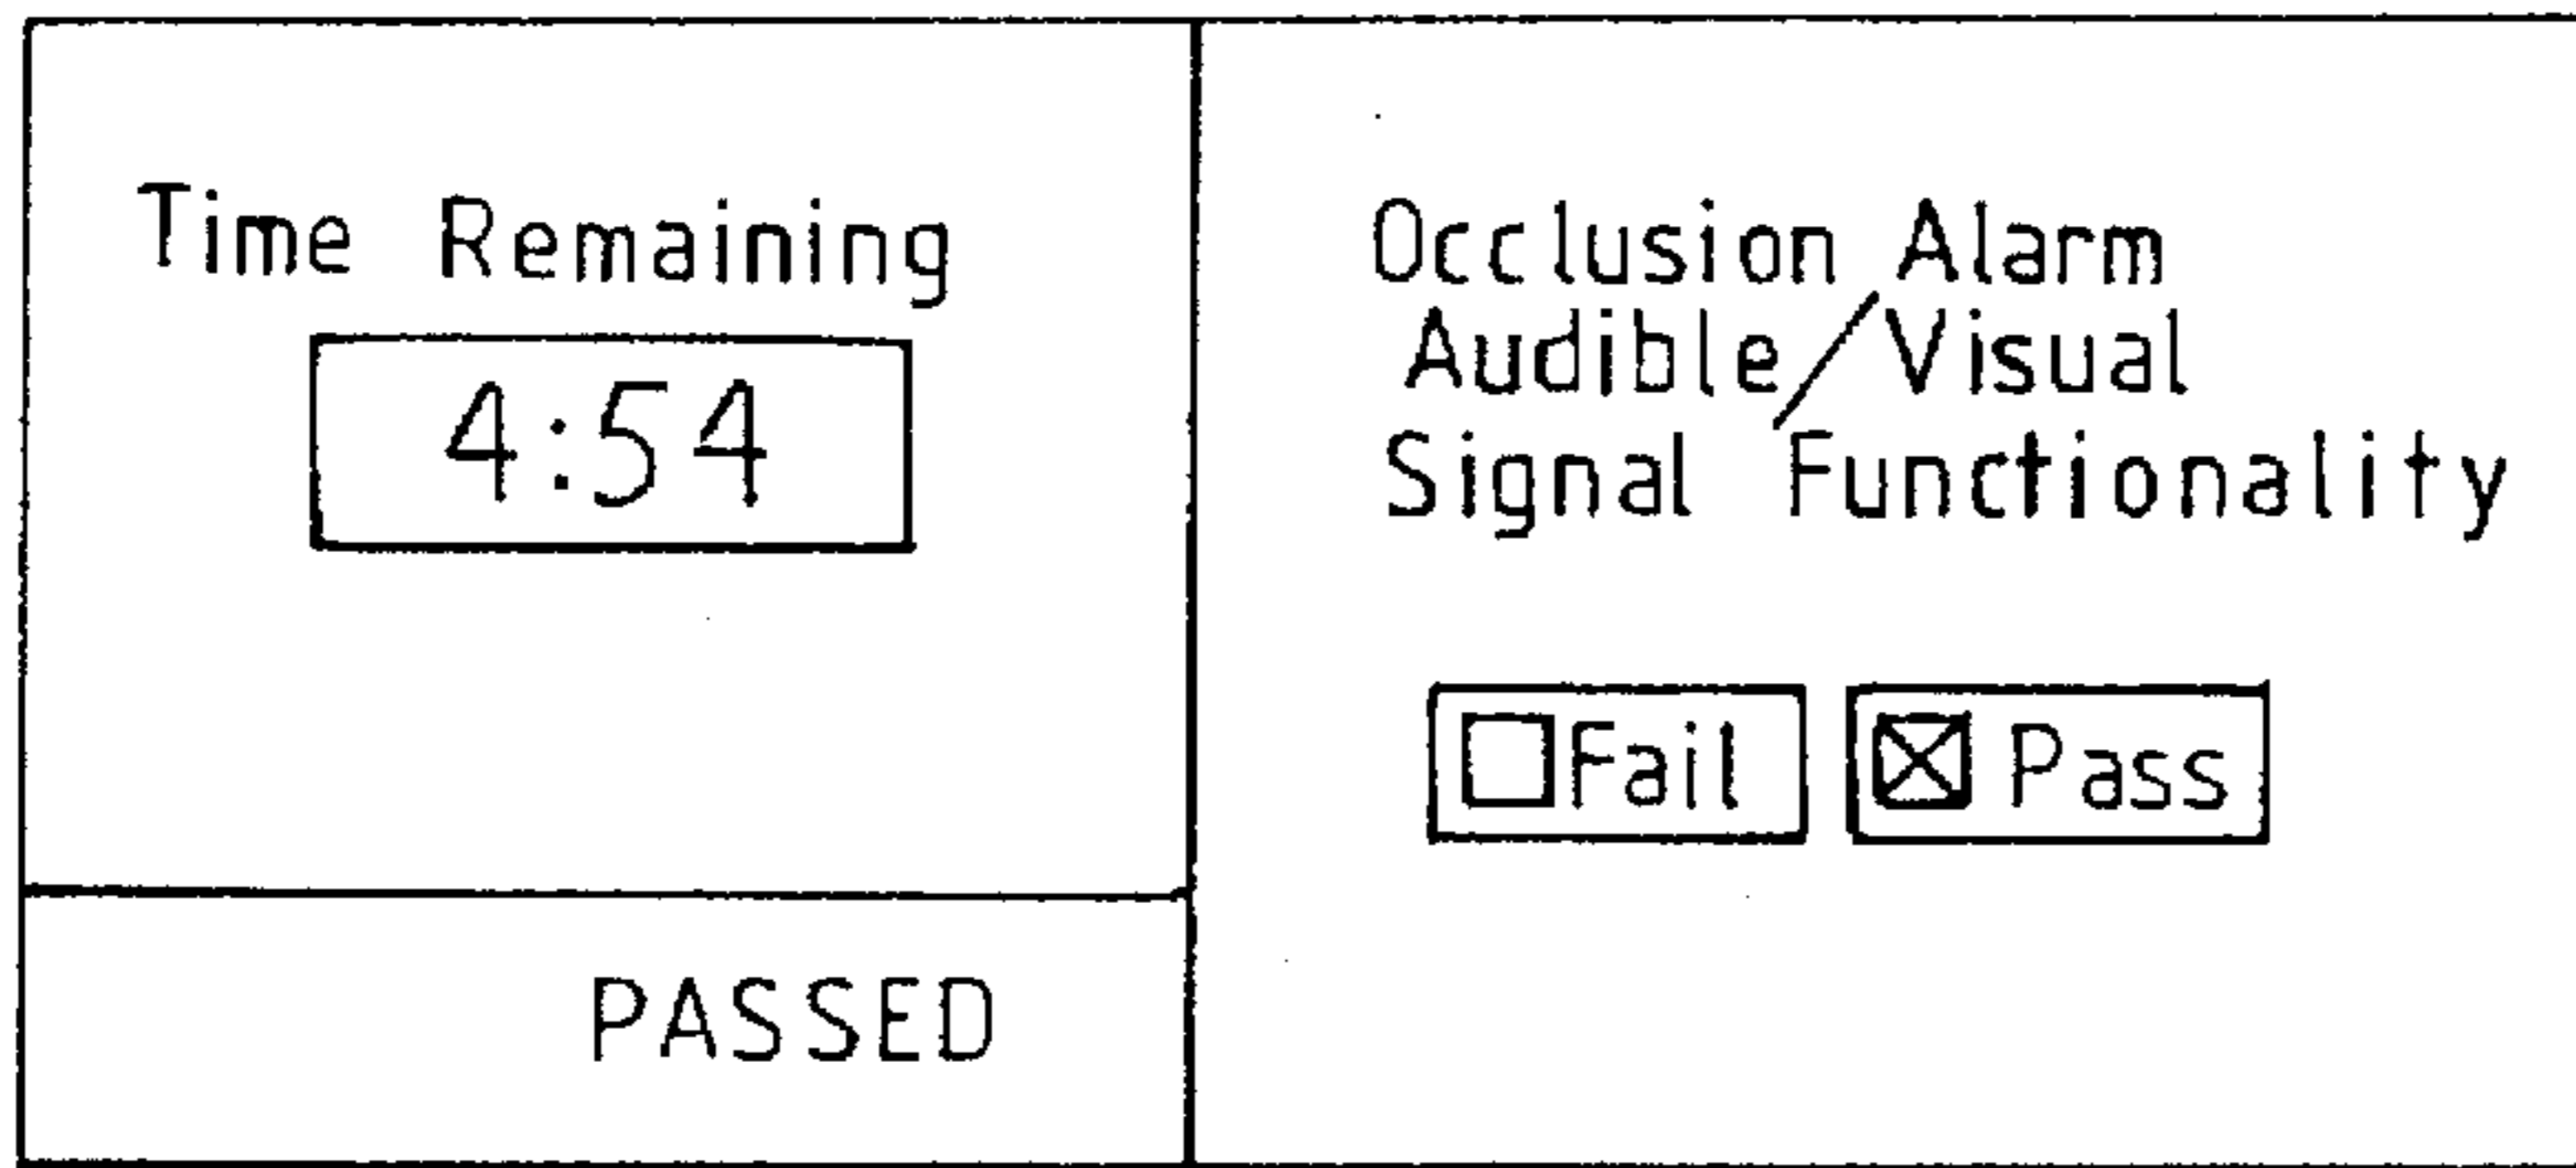 Time Remaining
4:54
PASSED
Occlusion Alarm
Audible/Visual
Signal Functionality
Fail
Pass